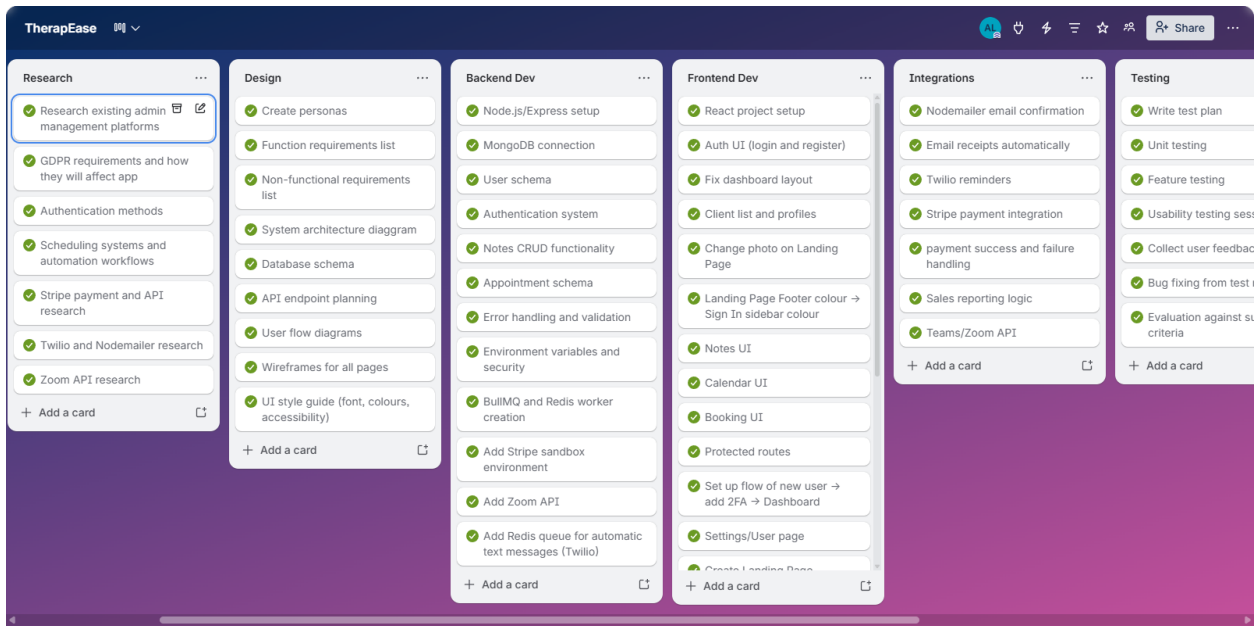 TherapEase
AL
Share
Research
Research existing admin
management platforms
GDPR requirements and how
they will affect app
Authentication methods
Scheduling systems and
automation workflows
Stripe payment and API
research
Twilio and Nodemailer research
Zoom API research
+ Add a card
Design
Create personas
Function requirements list
Non-functional requirements
list
System architecture diaggram
Database schema
API endpoint planning
User flow diagrams
Wireframes for all pages
UI style guide (font, colours,
accessibility)
+ Add a card
Backend Dev
Node.js/Express setup
MongoDB connection
User schema
Authentication system
Notes CRUD functionality
Appointment schema
Error handling and validation
Environment variables and
security
BullMQ and Redis worker
creation
Add Stripe sandbox
environment
Add Zoom API
Add Redis queue for automatic
text messages (Twilio)
+ Add a card
Frontend Dev
React project setup
Auth UI (login and register)
Fix dashboard layout
Client list and profiles
Change photo on Landing
Page
Landing Page Footer colour →
Sign In sidebar colour
Notes UI
Calendar UI
Booking UI
Protected routes
Set up flow of new user →
add 2FA → Dashboard
Settings/User page
Create Landing Page
+ Add a card
Integrations
Nodemailer email confirmation
Email receipts automatically
Twilio reminders
Stripe payment integration
payment success and failure
handling
Sales reporting logic
Teams/Zoom API
+ Add a card
Testing
Write test plan
Unit testing
Feature testing
Usability testing
Collect user
Bug fixing from test
Evaluation against
criteria
+ Add a card